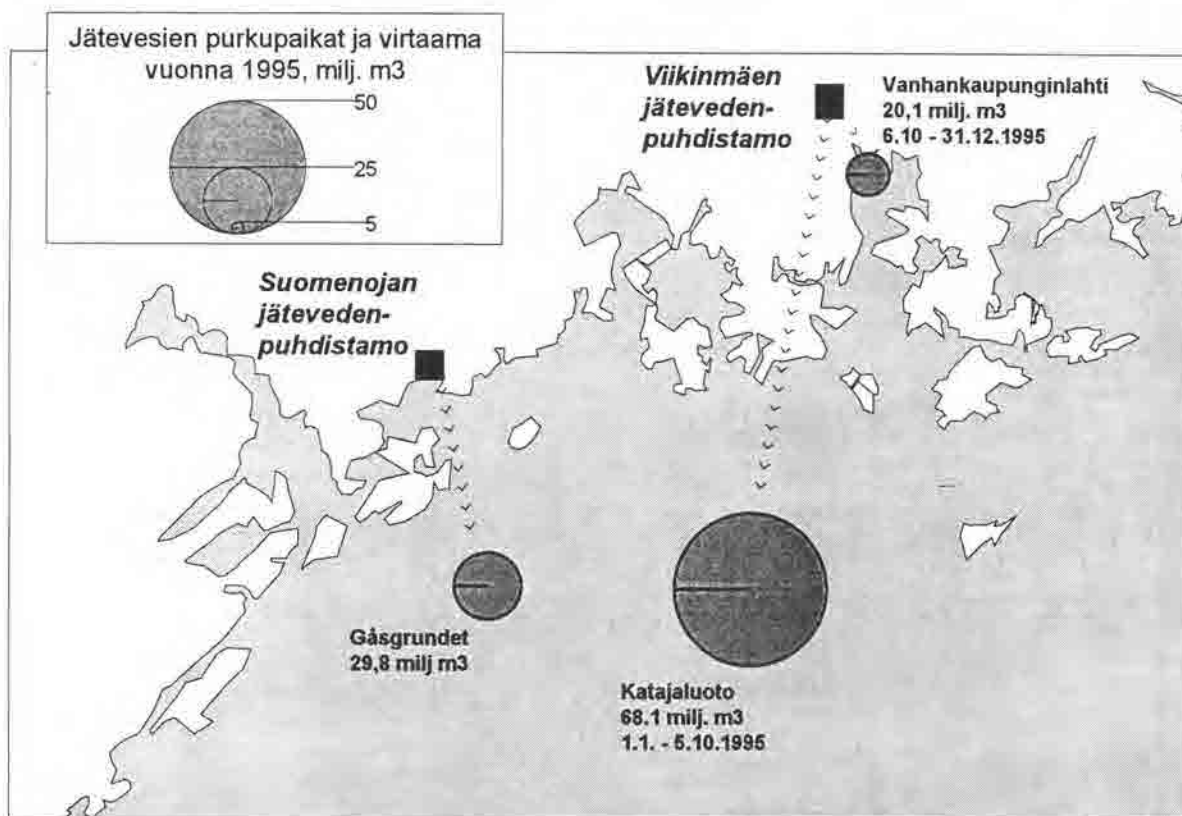 Jätevesien purkupaikat ja virtaama
vuonna 1995, milj. m3
50
25
5
Viikinmäen
jäteveden-
puhdistamo
Vanhankaupunginlahti
20,1 milj. m3
6.10 - 31.12.1995
Suomenojan
jäteveden-
puhdistamo
Gåsgrundet
29,8 milj m3
Katajaluoto
68.1 milj. m3
1.1. - 5.10.1995